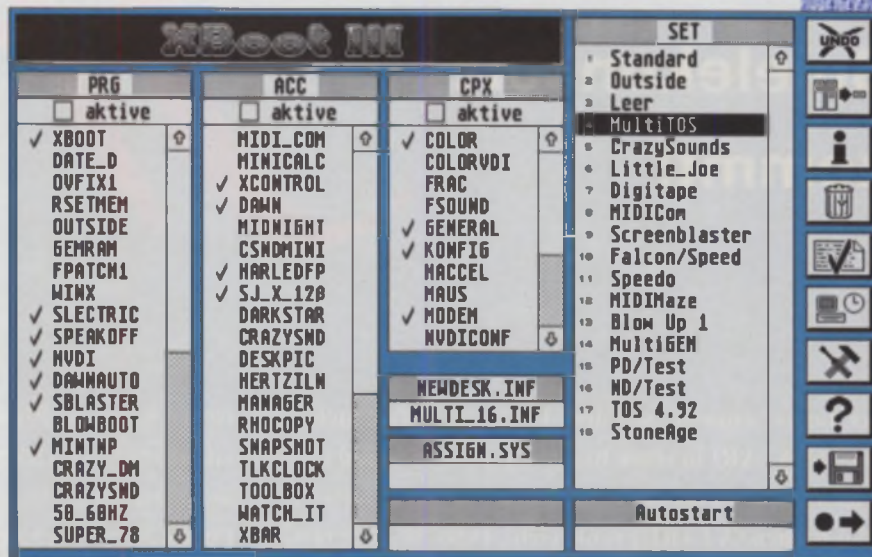 XBoot III
PRG
aktive
XBOOT
DATE_D
OVFIX1
RSETMEM
OUTSIDE
GEMRAM
FPATCH1
WINX
SLECTRIC
SPEAKOFF
NVDI
DAWNAUTO
SBLASTER
BLOWBOOT
MINTNP
CRAZY_DM
CRAZYSND
50_60HZ
SUPER_78
ACC
aktive
MIDI_COM
MINICALC
XCONTROL
DAWN
MIDNIGHT
CSNDMINI
HARLEDFP
SJ_X_128
DARKSTAR
CRAZYSND
DESKPIC
HERTZILN
MANAGER
RHOCOPY
SNAPSHOT
TLKCLOCK
TOOLBOX
WATCH_IT
XBAR
CPX
aktive
COLOR
COLORVDI
FRAC
FSOUND
GENERAL
KONFIG
MACCEL
MAUS
MODEM
NVDICONF
NEWDESK.INF
MULTI_16.INF
ASSIGN.SYS
SET
1 Standard
2 Outside
3 Leer
4 MultiTOS
5 CrazySounds
6 Little_Joe
7 Digitape
8 MIDICom
9 Screenblaster
10 Falcon/Speed
11 Speedo
12 MIDIMaze
13 Blow Up 1
14 MultiGEM
15 PD/Test
16 ND/Test
17 TOS 4.92
18 StoneAge
Autostart
UNDO
?